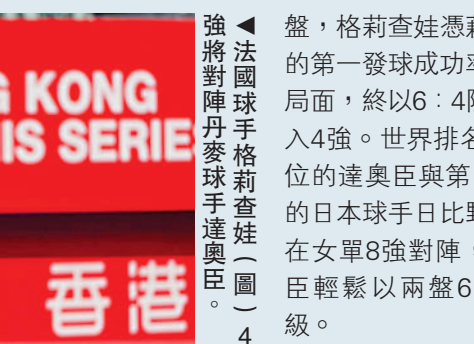 KONG
IS SERIE
香港
◀法國球手格莉查娃（圖）4
強將對陣丹麥球手達奧臣。
盤，格莉查娃憑藉
的第一發球成功率
局面，終以6：4
入4強。世界排名
位的達奧臣與第
的日本球手日比野
在女單8強對陣，
臣輕鬆以兩盤6
級。